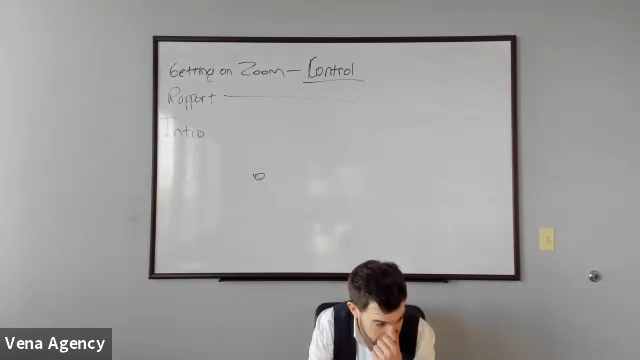 Getting on Zoom — Control
Rapport
Intro
Vena Agency